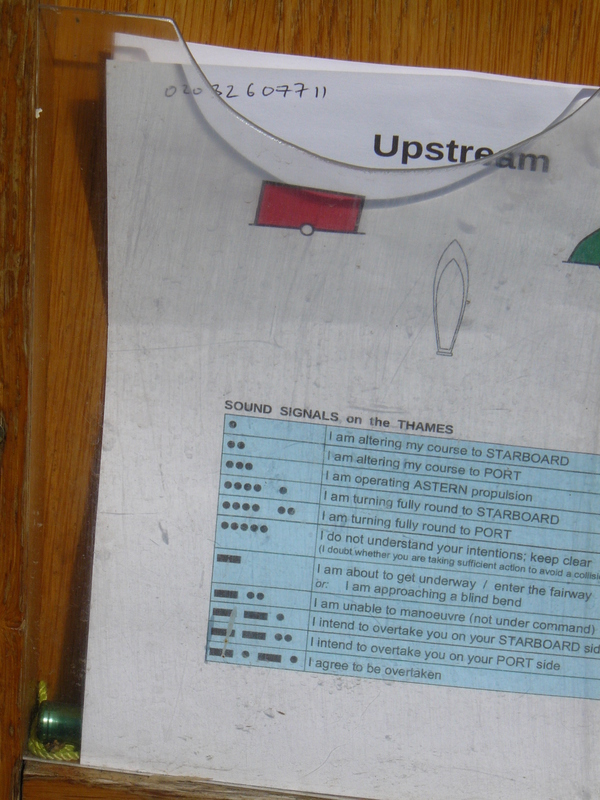 020 32607711
Upstream
SOUND SIGNALS on the THAMES
I am altering my course to STARBOARD
I am altering my course to PORT
I am operating ASTERN propulsion
I am turning fully round to STARBOARD
I am turning fully round to PORT
I do not understand your intentions; keep clear
(I doubt whether you are taking sufficient action to avoid a collisio
I am about to get underway / enter the fairway
or: I am approaching a blind bend
I am unable to manoeuvre (not under command)
I intend to overtake you on your STARBOARD sid
I intend to overtake you on your PORT side
I agree to be overtaken